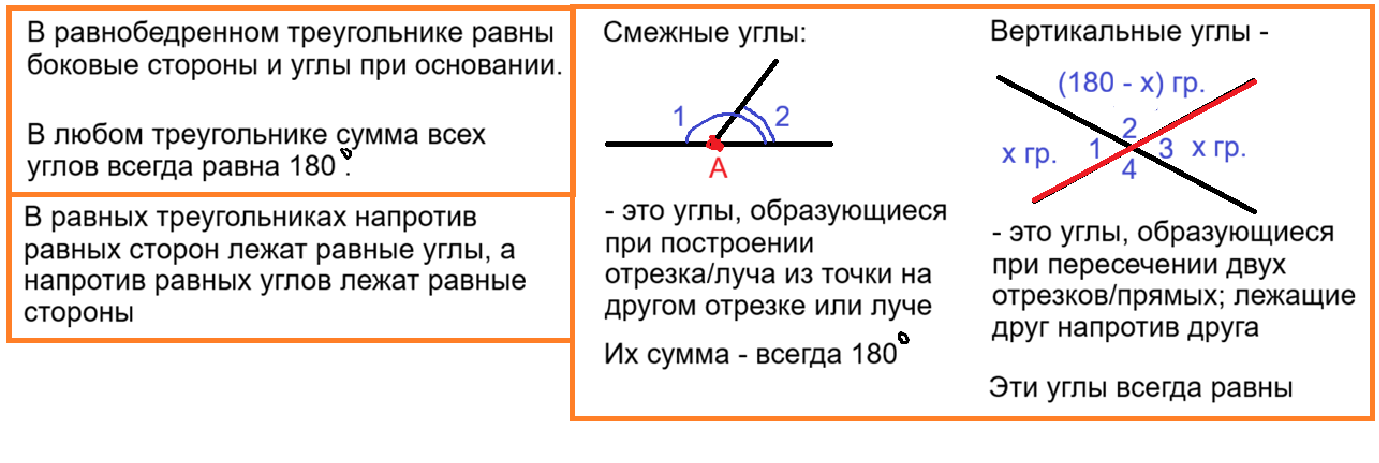 В равнобедренном треугольнике равны
боковые стороны и углы при основании.
В любом треугольнике сумма всех
углов всегда равна 180°.
В равных треугольниках напротив
равных сторон лежат равные углы, а
напротив равных углов лежат равные
стороны
Смежные углы:
1
2
А
- это углы, образующиеся
при построении
отрезка/луча из точки на
другом отрезке или луче
Их сумма - всегда 180°
Вертикальные углы -
(180 - х) гр.
х гр.
1
2
3
4
х гр.
- это углы, образующиеся
при пересечении двух
отрезков/прямых; лежащие
друг напротив друга
Эти углы всегда равны